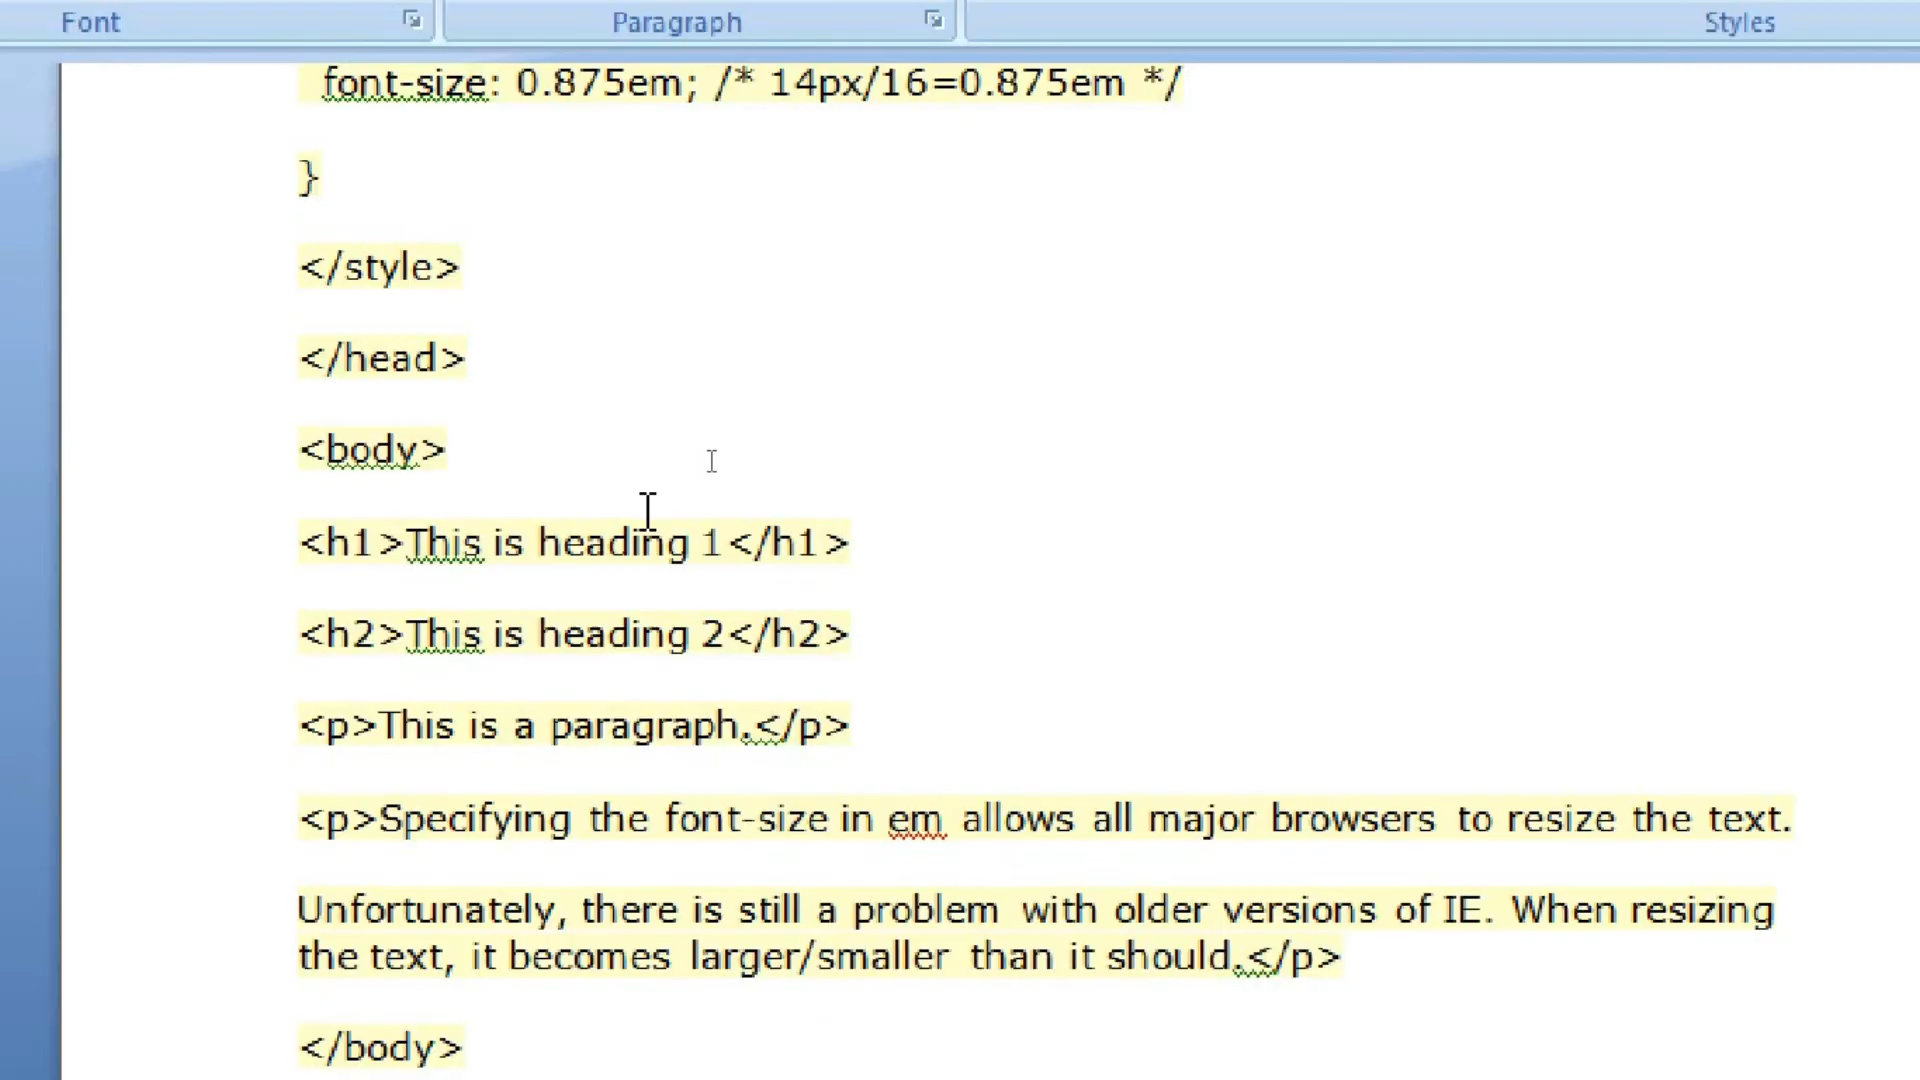 Font Paragraph Styles
font-size: 0.875em; /* 14px/16=0.875em */
}
</style>
</head>
<body>
<h1>This is heading 1</h1>
<h2>This is heading 2</h2>
<p>This is a paragraph.</p>
<p>Specifying the font-size in em allows all major browsers to resize the text.
Unfortunately, there is still a problem with older versions of IE. When resizing
the text, it becomes larger/smaller than it should.</p>
</body>